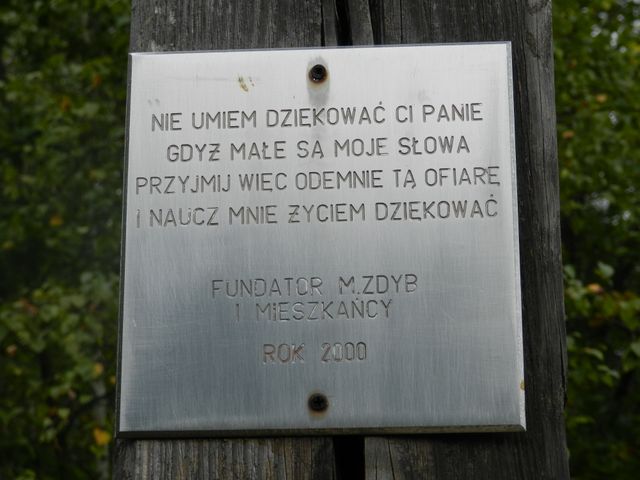 NIE UMIEM DZIĘKOWAĆ CI PANIE
GDYŻ MAŁE SĄ MOJE SŁOWA
PRZYJMIJ WIEC ODEMNIE TĄ OFIARĘ
I NAUCZ MNIE ŻYCIEM DZIĘKOWAĆ
FUNDATOR M.ZDYB
I MIESZKAŃCY
ROK 2000